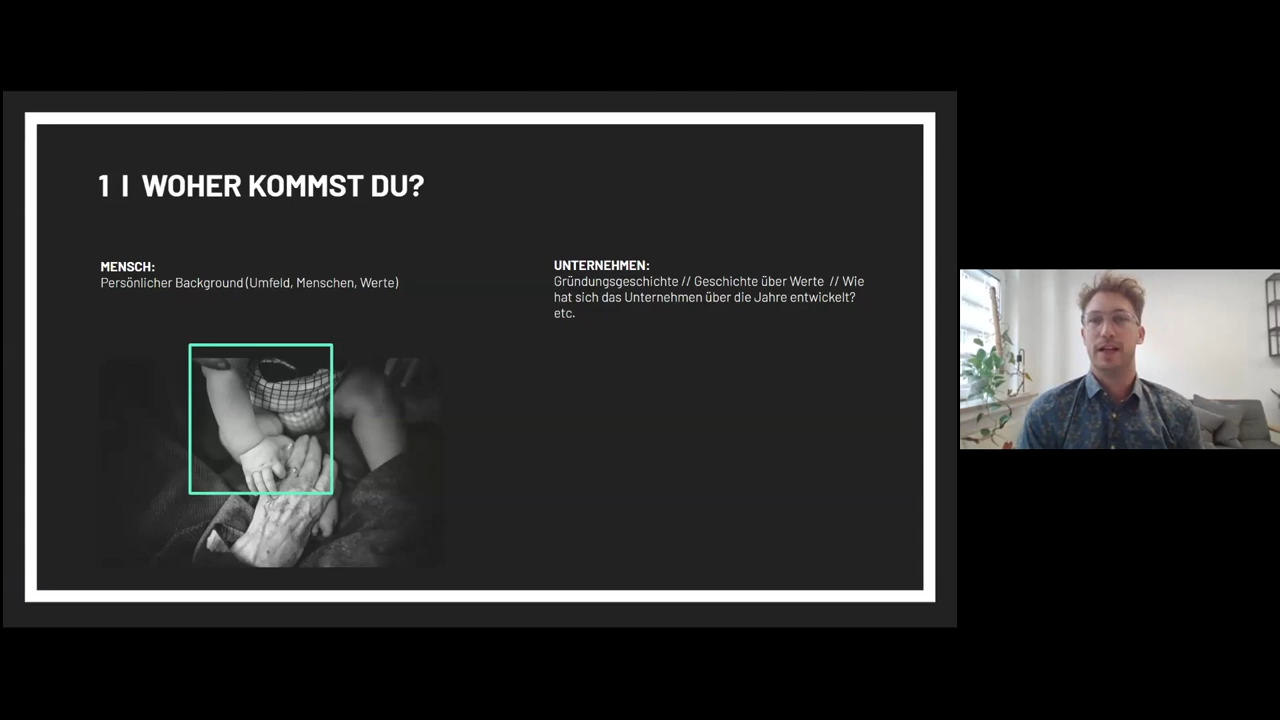 1 I WOHER KOMMST DU?
MENSCH:
Persönlicher Background (Umfeld, Menschen, Werte)
UNTERNEHMEN:
Gründungsgeschichte // Geschichte über Werte // Wie
hat sich das Unternehmen über die Jahre entwickelt?
etc.